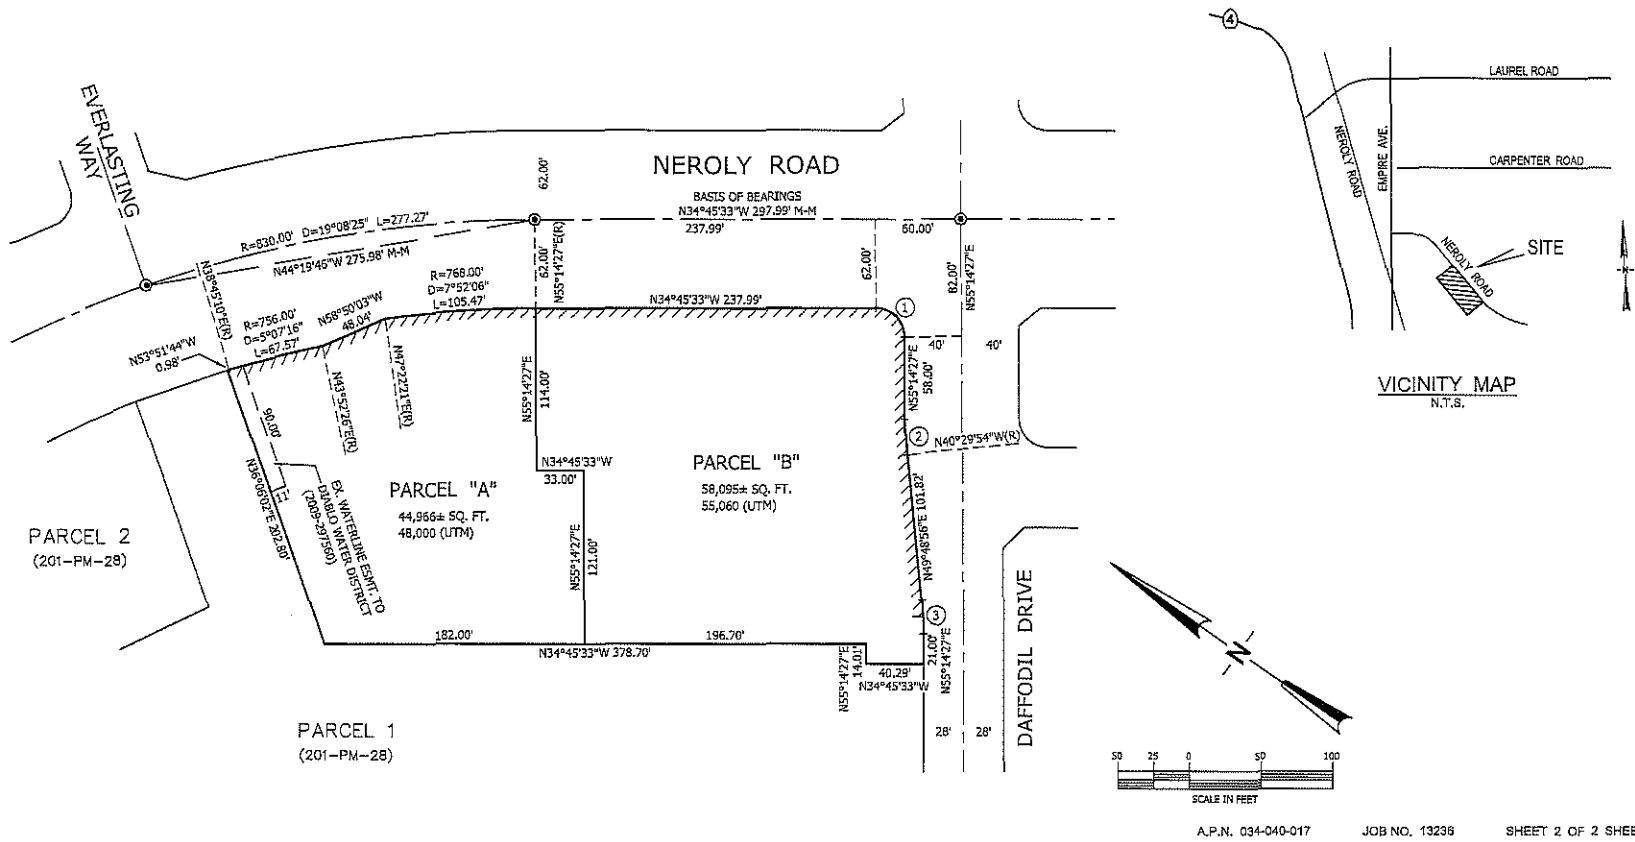 EVERLASTING
WAY
NEROLY ROAD
BASIS OF BEARINGS
N34°45'33"W 297.99' M-M
237.99'
60.00'
62.00'
R=830.00' D=19°08'25" L=277.27'
N44°19'46"W 275.98' M-M
N38°45'10"E(R)
62.00'
N55°14'27"E(R)
62.00'
82.00'
N55°14'27"E
R=768.00'
D=7°52'06"
L=105.47'
N34°45'33"W 237.99'
1
R=756.00'
D=5°07'16"
L=67.57'
N58°50'03"W
48.04'
N53°51'44"W
0.98'
40'
40'
N55°14'27"E
58.00'
N47°22'21"E(R)
N43°52'26"E(R)
N55°14'27"E
114.00'
90.00'
11'
N36°06'02"E 202.80'
EX. WATERLINE ESMT. TO
DIABLO WATER DISTRICT
(2009-297560)
2
N40°29'54"W(R)
N34°45'33"W
33.00'
PARCEL "A"
44,966± SQ. FT.
48,000 (UTM)
PARCEL "B"
58,095± SQ. FT.
55,060 (UTM)
N55°14'27"E
121.00'
N49°48'56"E 101.82'
3
PARCEL 2
(201-PM-28)
182.00'
196.70'
N34°45'33"W 378.70'
N55°14'27"E
14.01'
40.29'
N34°45'33"W
21.00'
N55°14'27"E
28'
28'
DAFFODIL DRIVE
PARCEL 1
(201-PM-28)
4
LAUREL ROAD
NEROLY ROAD
EMPIRE AVE.
CARPENTER ROAD
NEROLY ROAD
SITE
VICINITY MAP
N.T.S.
N
50 25 0 50 100
SCALE IN FEET
A.P.N. 034-040-017 JOB NO. 13236 SHEET 2 OF 2 SHEE